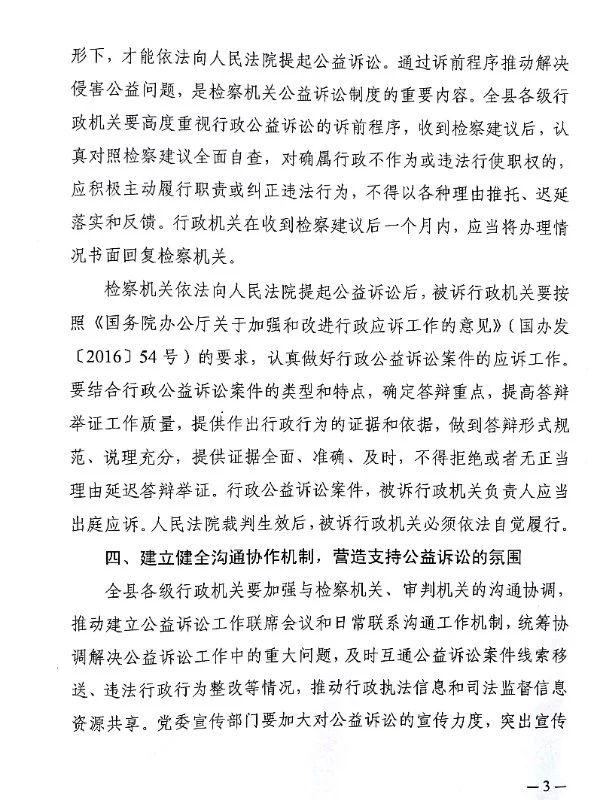 形下，才能依法向人民法院提起公益诉讼。通过诉前程序推动解决
侵害公益问题，是检察机关公益诉讼制度的重要内容。全县各级行
政机关要高度重视行政公益诉讼的诉前程序，收到检察建议后，认
真对照检察建议全面自查，对确属行政不作为或违法行使职权的，
应积极主动履行职责或纠正违法行为，不得以各种理由推托、迟延
落实和反馈。行政机关在收到检察建议后一个月内，应当将办理情
况书面回复检察机关。
检察机关依法向人民法院提起公益诉讼后，被诉行政机关要按
照《国务院办公厅关于加强和改进行政应诉工作的意见》（国办发
〔2016〕54号）的要求，认真做好行政公益诉讼案件的应诉工作。
要结合行政公益诉讼案件的类型和特点，确定答辩重点，提高答辩
举证工作质量，提供作出行政行为的证据和依据，做到答辩形式规
范、说理充分，提供证据全面、准确、及时，不得拒绝或者无正当
理由延迟答辩举证。行政公益诉讼案件，被诉行政机关负责人应当
出庭应诉。人民法院裁判生效后，被诉行政机关必须依法自觉履行。
四、建立健全沟通协作机制，营造支持公益诉讼的氛围
全县各级行政机关要加强与检察机关、审判机关的沟通协调，
推动建立公益诉讼工作联席会议和日常联系沟通工作机制，统筹协
调解决公益诉讼工作中的重大问题，及时互通公益诉讼案件线索移
送、违法行政行为整改等情况，推动行政执法信息和司法监督信息
资源共享。党委宣传部门要加大对公益诉讼的宣传力度，突出宣传
—3—